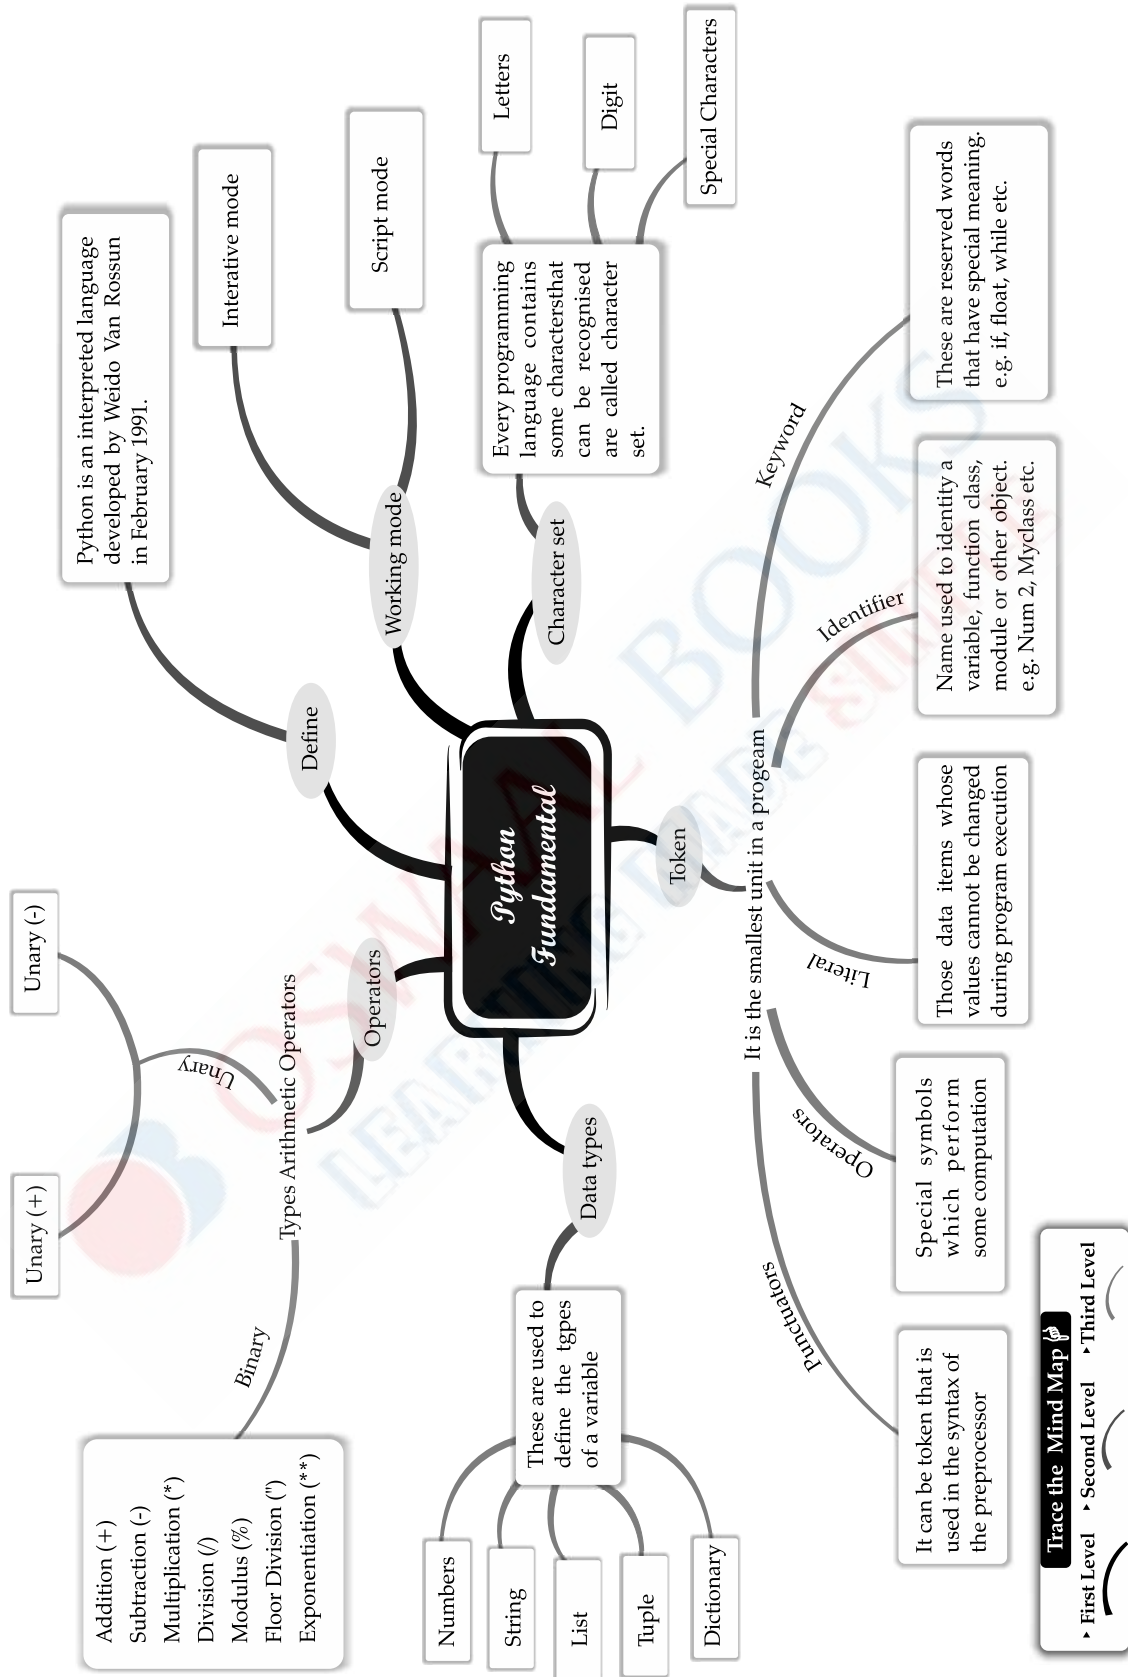 Python
Fundamental
Define
Python is an interpreted language
developed by Weido Van Rossun
in February 1991.
Working mode
Interative mode
Script mode
Character set
Every programming
language contains
some charactersthat
can be recognised
are called character
set.
Letters
Digit
Special Characters
Token
It is the smallest unit in a progeam
Keyword
These are reserved words
that have special meaning.
e.g. if, float, while etc.
Identifier
Name used to identity a
variable, function class,
module or other object.
e.g. Num 2, Myclass etc.
Literal
Those data items whose
values cannot be changed
during program execution
Operators
Special symbols
which perform
some computation
Punctuators
It can be token that is
used in the syntax of
the preprocessor
Data types
These are used to
define the tgpes
of a variable
Numbers
String
List
Tuple
Dictionary
Operators
Types Arithmetic Operators
Unary
Unary (-)
Unary (+)
Binary
Addition (+)
Subtraction (-)
Multiplication (*)
Division (/)
Modulus (%)
Floor Division (")
Exponentiation (**)
Trace the Mind Map
First Level
Second Level
Third Level
OSWAAL BOOKS
LEARNING MADE SIMPLE